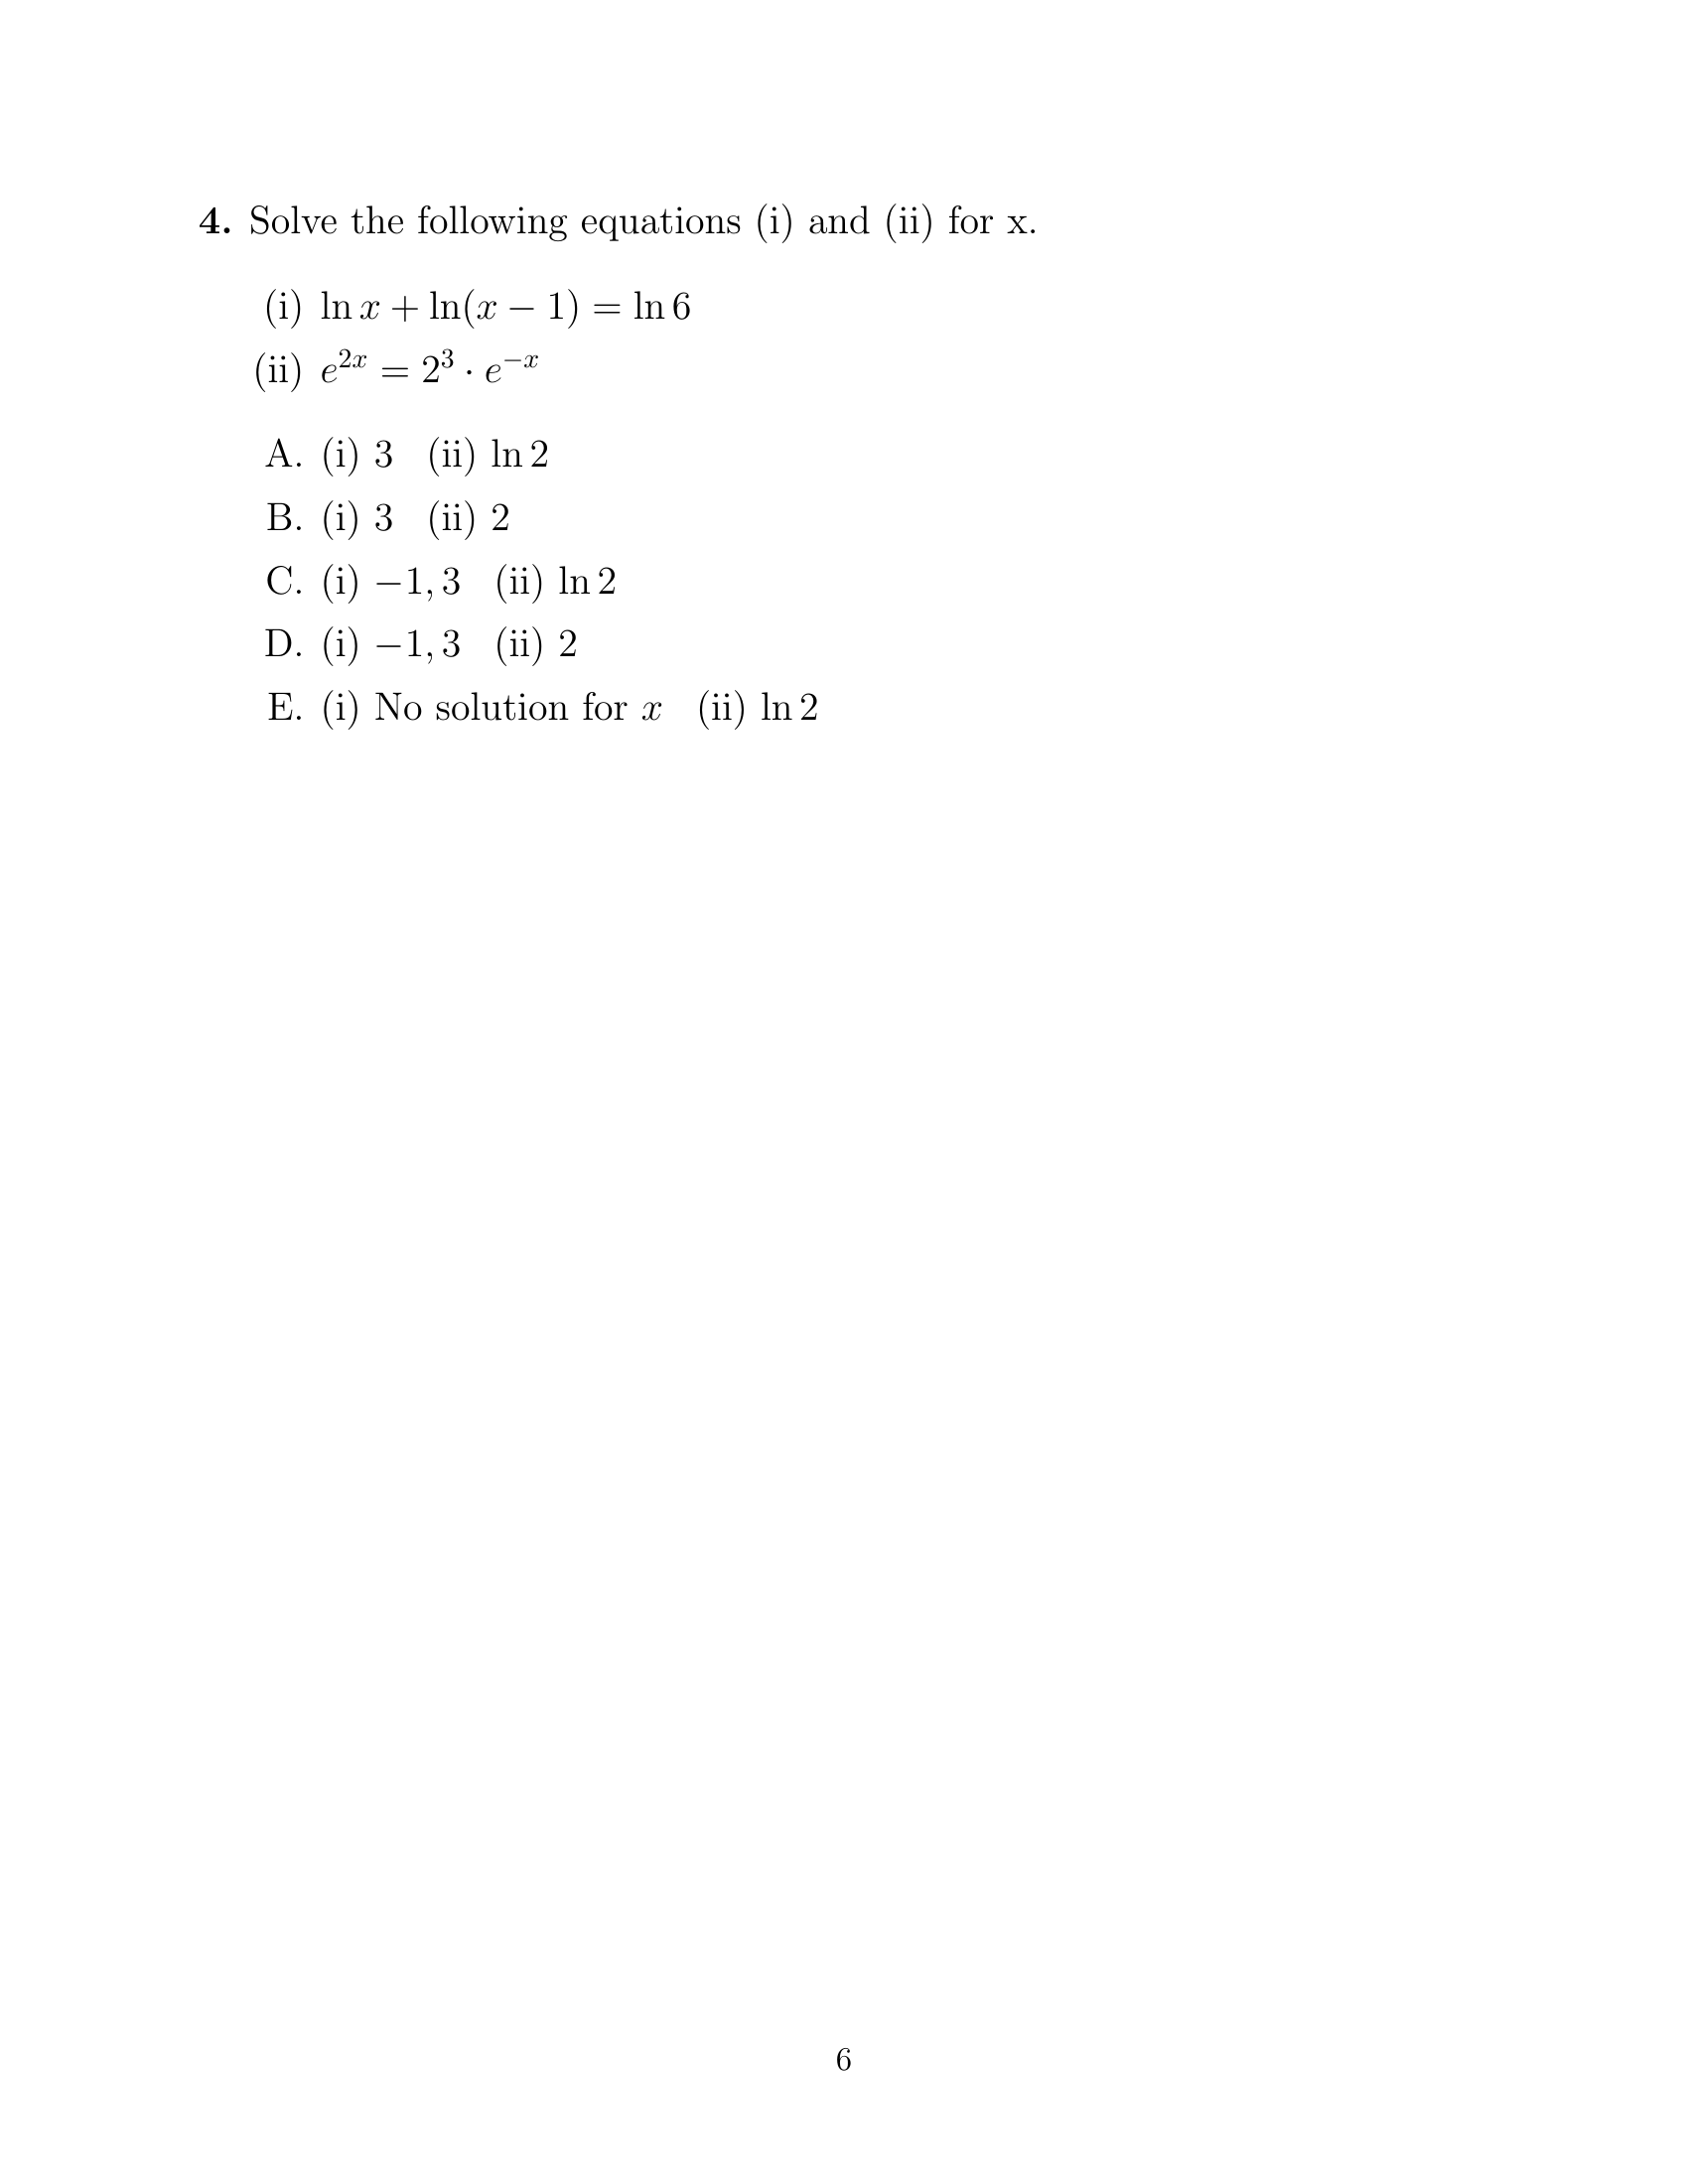 4. Solve the following equations (i) and (ii) for x.
(i) ln x + ln(x − 1) = ln 6
(ii) e^{2x} = 2^3 · e^{−x}
A. (i) 3 (ii) ln 2
B. (i) 3 (ii) 2
C. (i) −1, 3 (ii) ln 2
D. (i) −1, 3 (ii) 2
E. (i) No solution for x (ii) ln 2
6